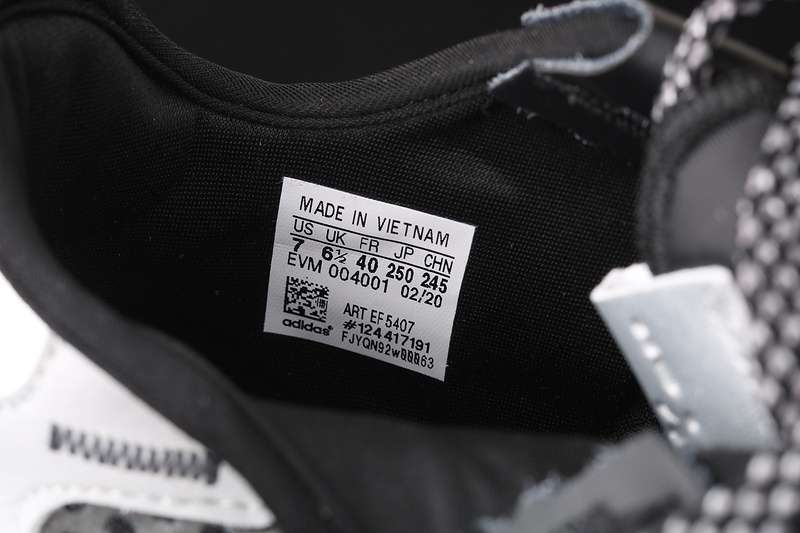 MADE IN VIETNAM
US UK FR JP CHN
7 6½ 40 250 245
EVM 004001 02/20
ART EF5407
adidas® #124417191